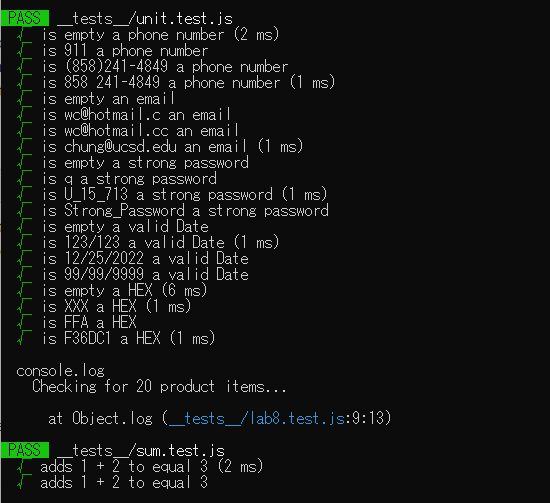 PASS __tests__/unit.test.js
√ is empty a phone number (2 ms)
√ is 911 a phone number
√ is (858)241-4849 a phone number
√ is 858 241-4849 a phone number (1 ms)
√ is empty an email
√ is wc@hotmail.c an email
√ is wc@hotmail.cc an email
√ is chung@ucsd.edu an email (1 ms)
√ is empty a strong password
√ is q a strong password
√ is U_15_713 a strong password (1 ms)
√ is Strong_Password a strong password
√ is empty a valid Date
√ is 123/123 a valid Date (1 ms)
√ is 12/25/2022 a valid Date
√ is 99/99/9999 a valid Date
√ is empty a HEX (6 ms)
√ is XXX a HEX (1 ms)
√ is FFA a HEX
√ is F36DC1 a HEX (1 ms)
console.log
Checking for 20 product items...
at Object.log (__tests__/lab8.test.js:9:13)
PASS __tests__/sum.test.js
√ adds 1 + 2 to equal 3 (2 ms)
√ adds 1 + 2 to equal 3